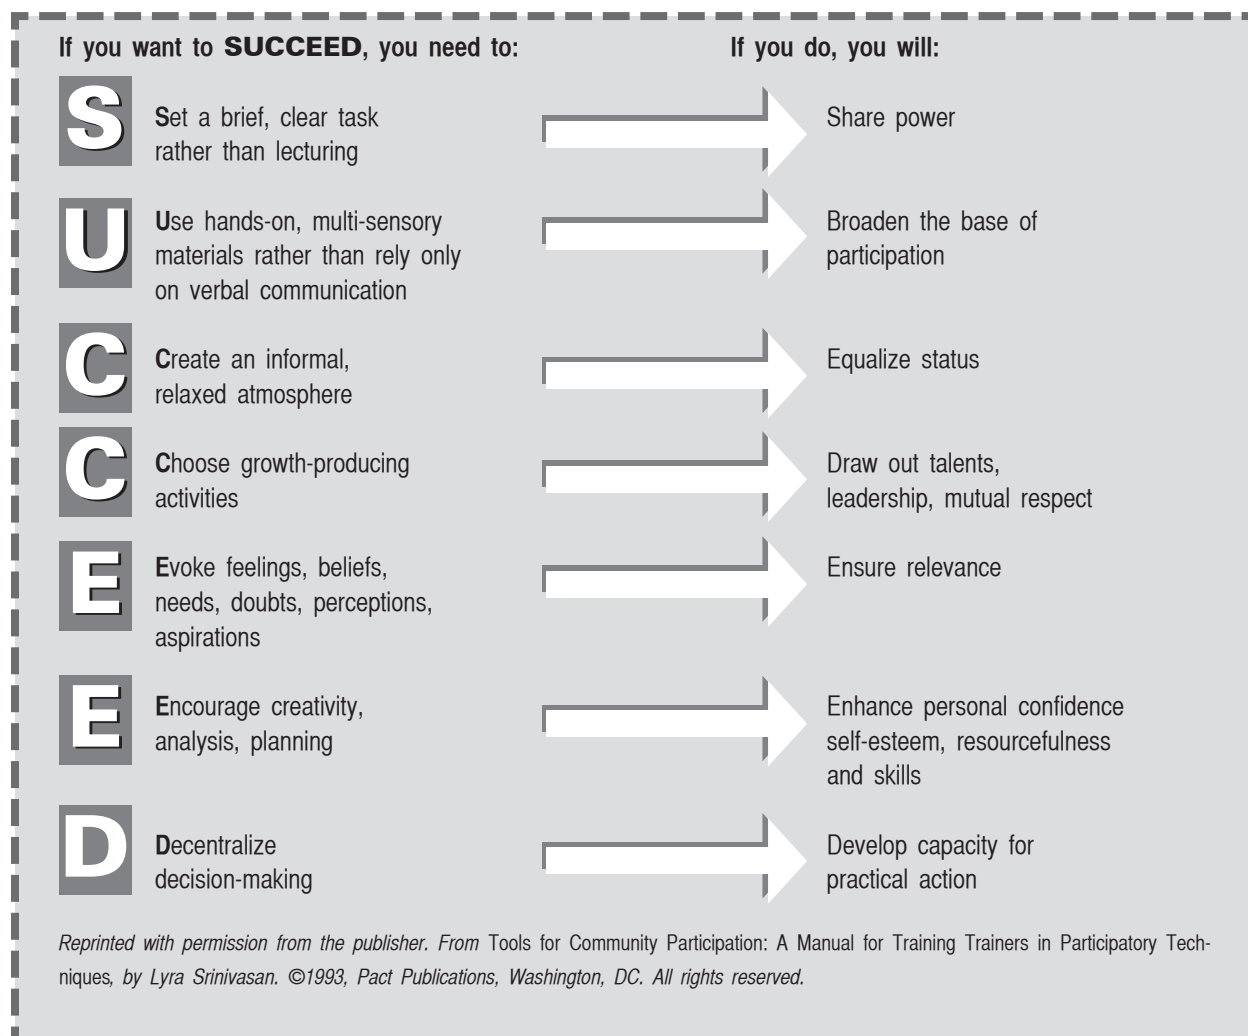 If you want to SUCCEED, you need to:
If you do, you will:
S
Set a brief, clear task
rather than lecturing
Share power
U
Use hands-on, multi-sensory
materials rather than rely only
on verbal communication
Broaden the base of
participation
C
Create an informal,
relaxed atmosphere
Equalize status
C
Choose growth-producing
activities
Draw out talents,
leadership, mutual respect
E
Evoke feelings, beliefs,
needs, doubts, perceptions,
aspirations
Ensure relevance
E
Encourage creativity,
analysis, planning
Enhance personal confidence
self-esteem, resourcefulness
and skills
D
Decentralize
decision-making
Develop capacity for
practical action
Reprinted with permission from the publisher. From Tools for Community Participation: A Manual for Training Trainers in Participatory Tech-
niques, by Lyra Srinivasan. ©1993, Pact Publications, Washington, DC. All rights reserved.